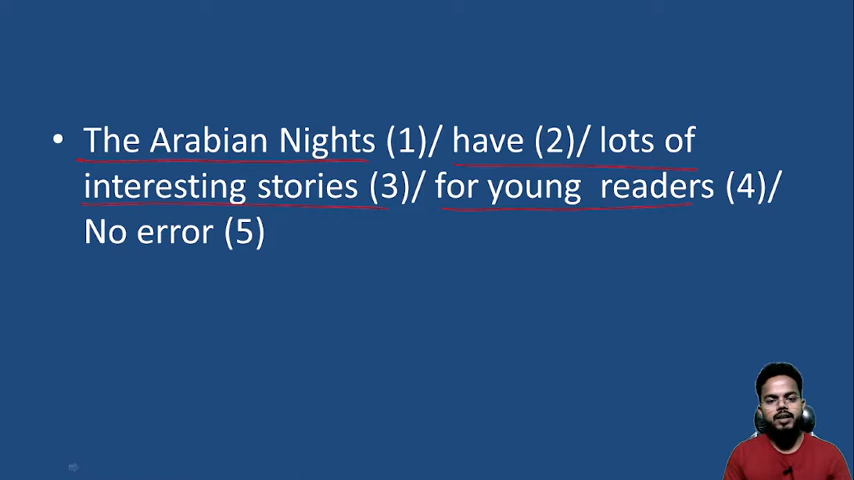 • The Arabian Nights (1)/ have (2)/ lots of
interesting stories (3)/ for young  readers (4)/
No error (5)